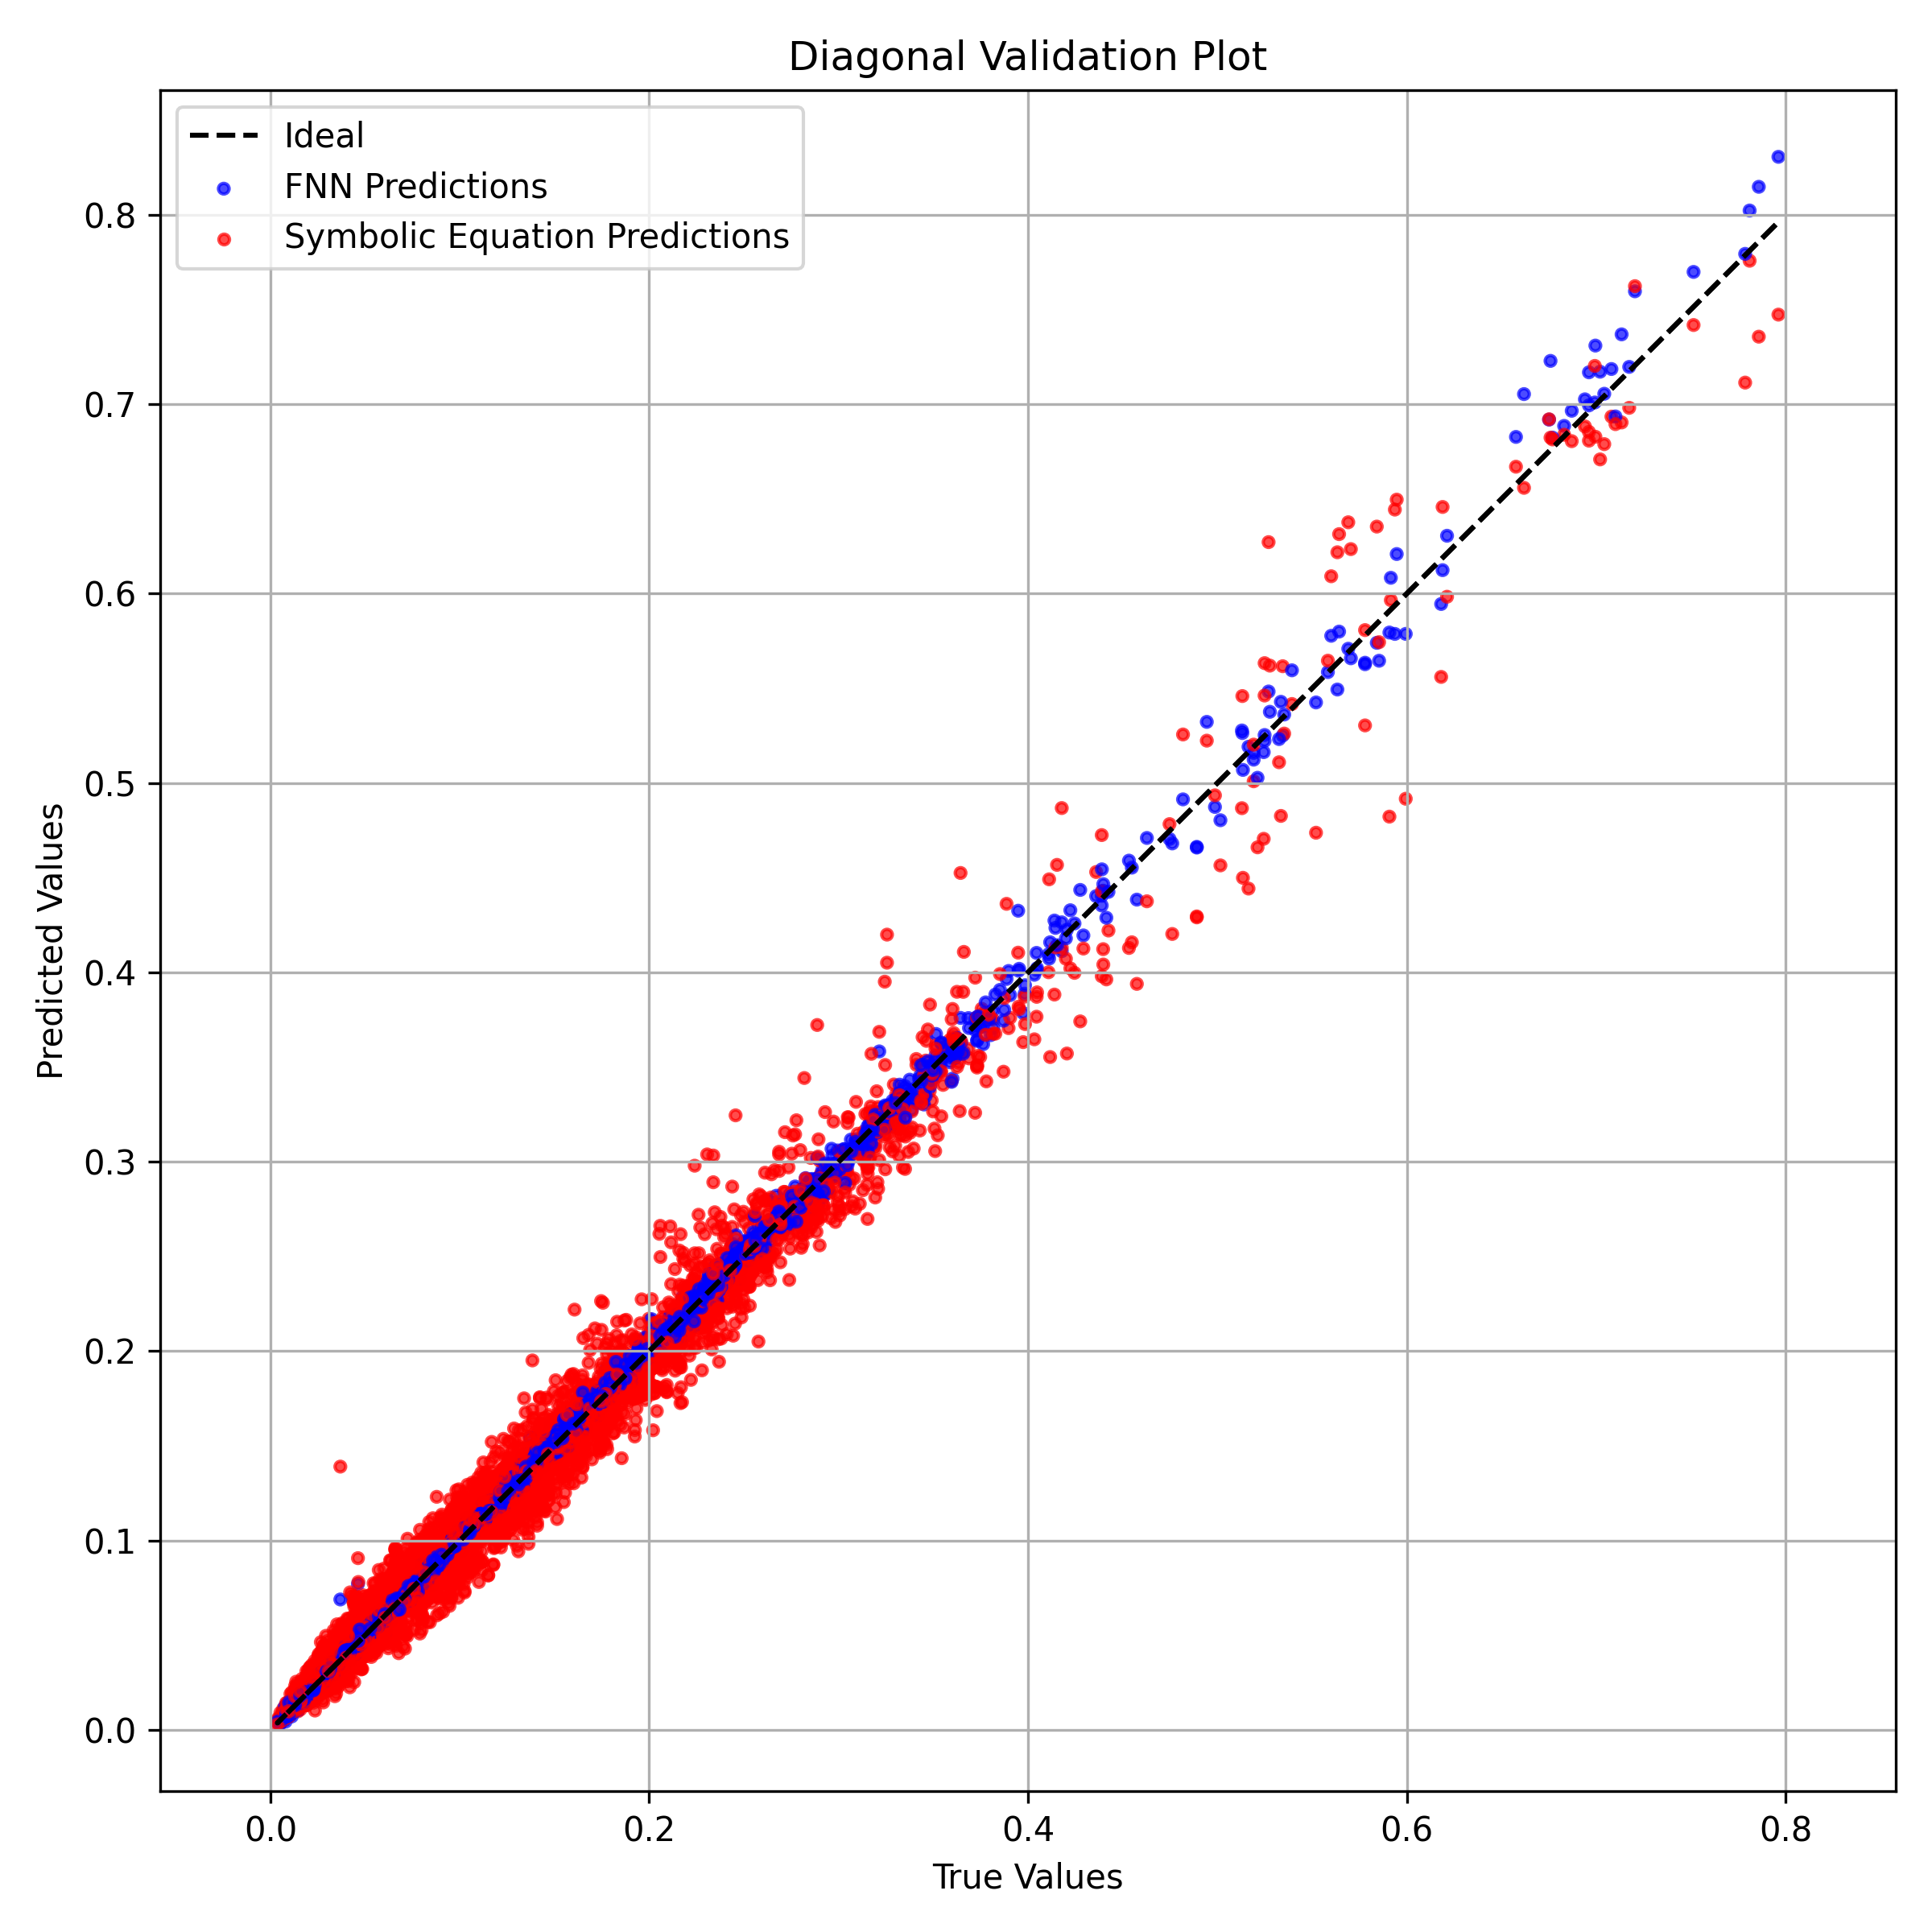 Diagonal Validation Plot
Ideal
FNN Predictions
Symbolic Equation Predictions
0.8
0.7
0.6
0.5
0.4
0.3
0.2
0.1
0.0
Predicted Values
0.0 0.2 0.4 0.6 0.8
True Values